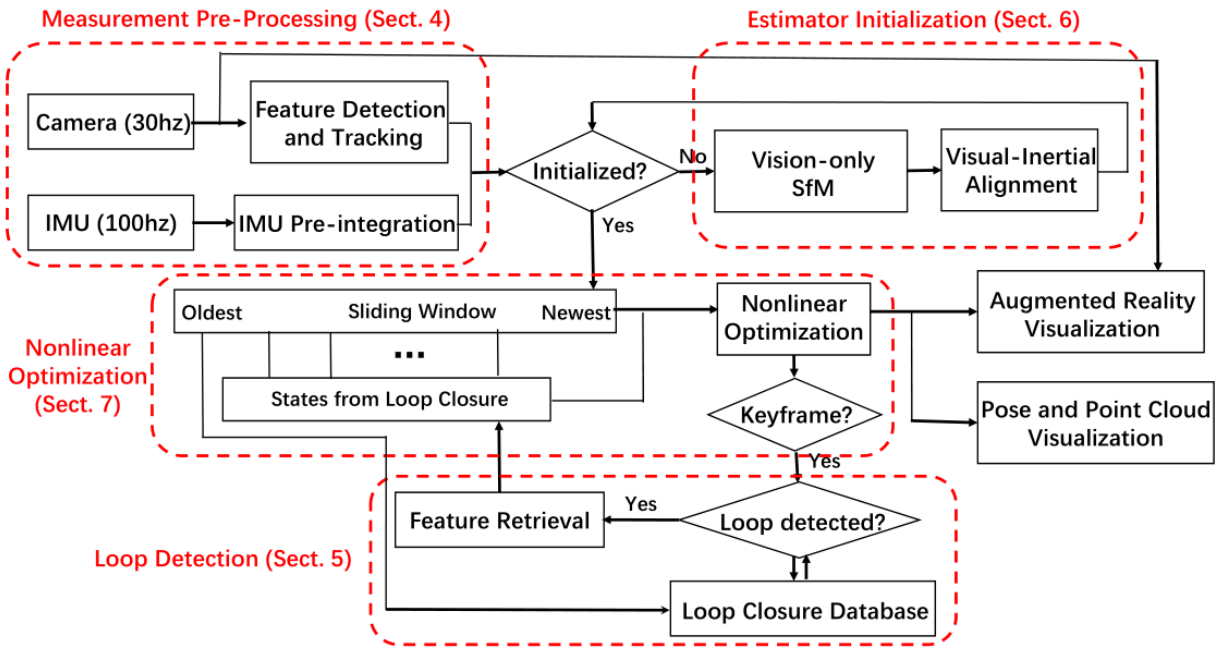 Measurement Pre-Processing (Sect. 4)
Estimator Initialization (Sect. 6)
Camera (30hz)
Feature Detection
and Tracking
IMU (100hz)
IMU Pre-integration
Initialized?
No
Yes
Vision-only
SfM
Visual-Inertial
Alignment
Oldest
Sliding Window
Newest
...
States from Loop Closure
Nonlinear
Optimization
(Sect. 7)
Nonlinear
Optimization
Keyframe?
Yes
Augmented Reality
Visualization
Pose and Point Cloud
Visualization
Loop Detection (Sect. 5)
Feature Retrieval
Yes
Loop detected?
Loop Closure Database